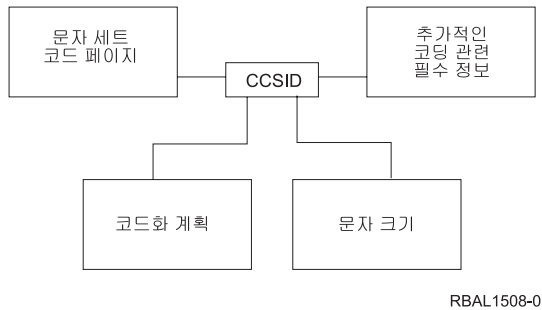 문자 세트
코드 페이지
추가적인
코딩 관련
필수 정보
CCSID
코드화 계획
문자 크기
RBAL1508-0